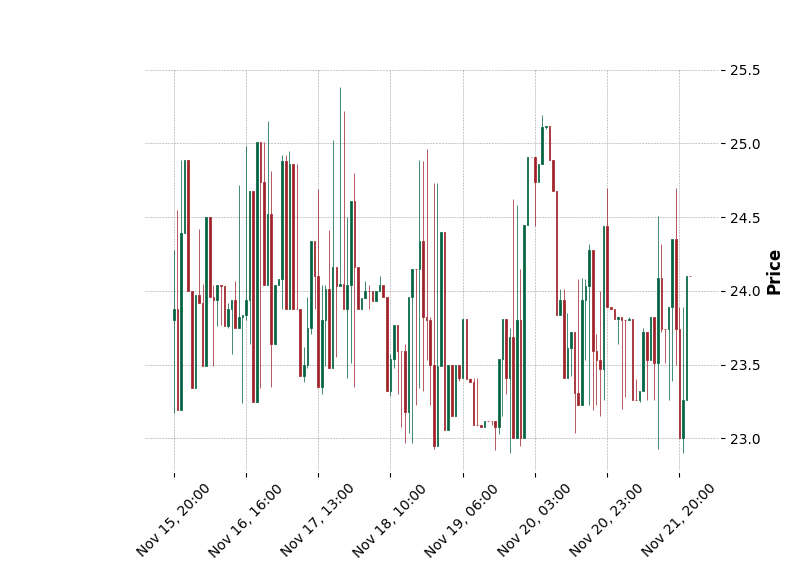 25.5
25.0
24.5
24.0
23.5
23.0
Price
Nov 15, 20:00
Nov 16, 16:00
Nov 17, 13:00
Nov 18, 10:00
Nov 19, 06:00
Nov 20, 03:00
Nov 20, 23:00
Nov 21, 20:00